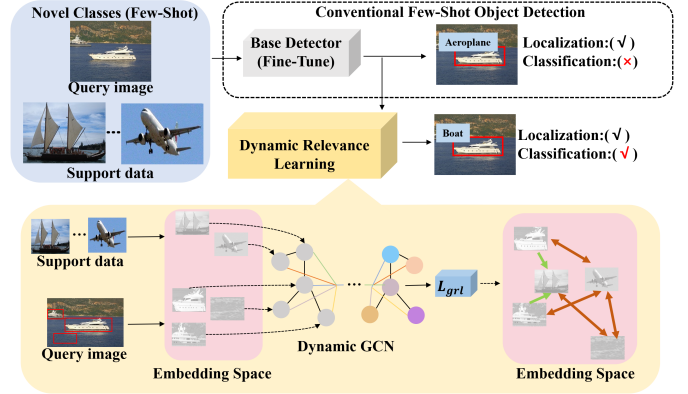 Novel Classes (Few-Shot)
Query image
Support data
Conventional Few-Shot Object Detection
Base Detector
(Fine-Tune)
Aeroplane
Localization:(√)
Classification:(×)
Dynamic Relevance
Learning
Boat
Localization:(√)
Classification:(√)
Support data
Query image
Embedding Space
Dynamic GCN
L_grl
Embedding Space